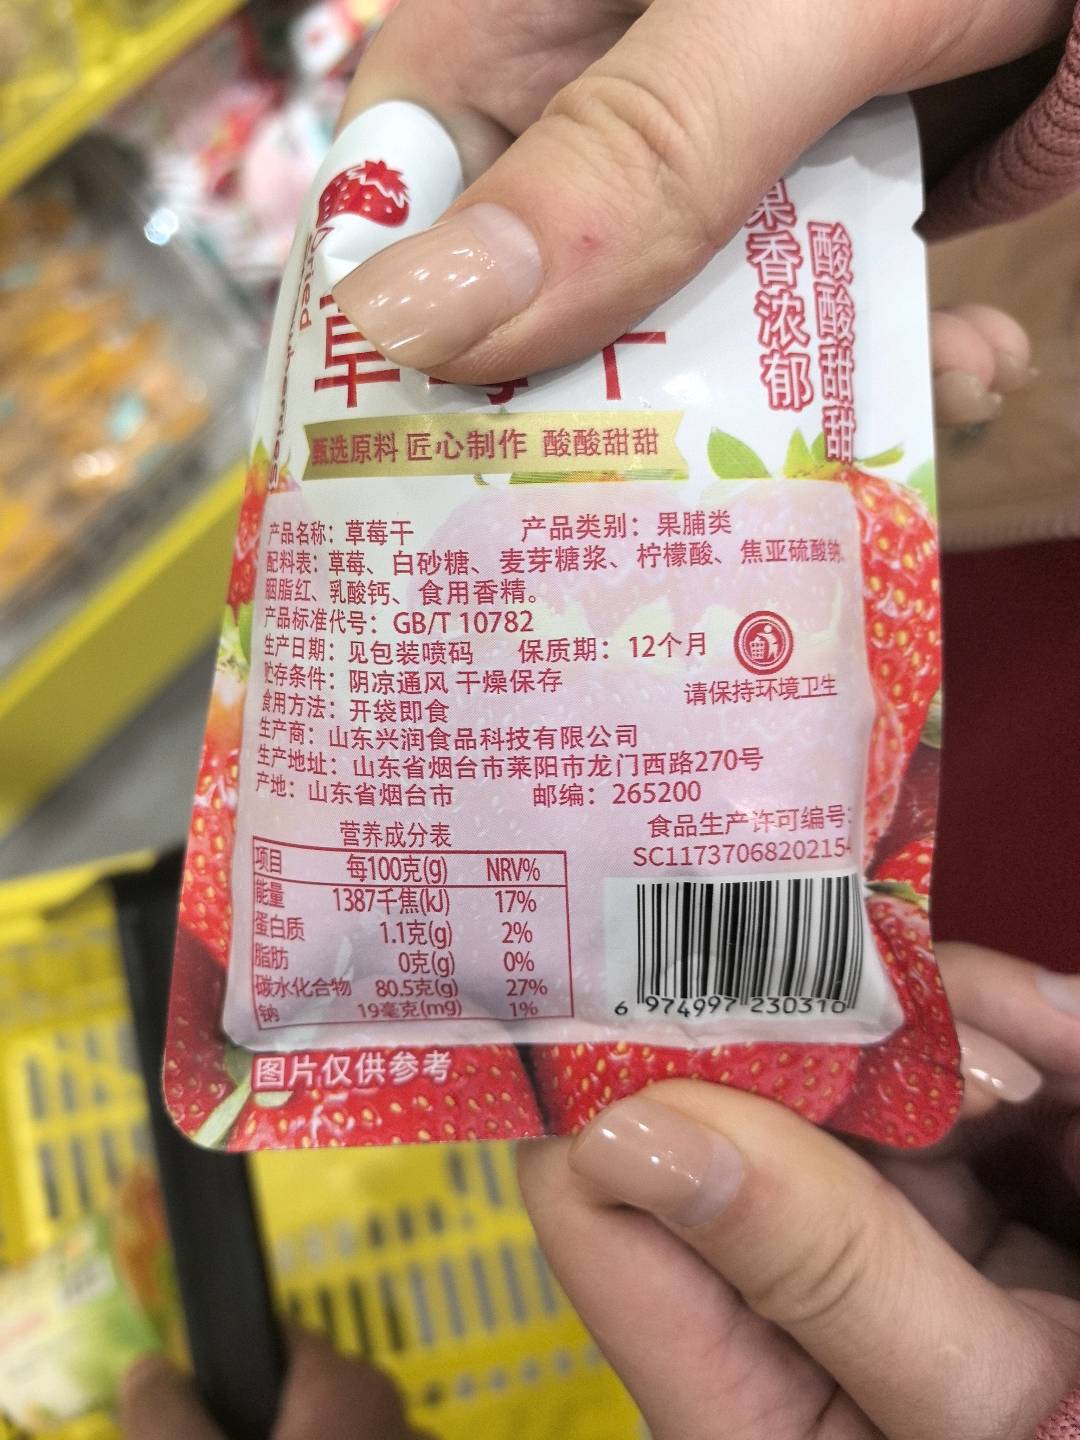 果香浓郁
酸酸甜甜
甄选原料 匠心制作 酸酸甜甜
产品名称：草莓干 产品类别：果脯类
配料表：草莓、白砂糖、麦芽糖浆、柠檬酸、焦亚硫酸钠、
胭脂红、乳酸钙、食用香精。
产品标准代号：GB/T 10782
生产日期：见包装喷码 保质期：12个月
贮存条件：阴凉通风 干燥保存
请保持环境卫生
食用方法：开袋即食
生产商：山东兴润食品科技有限公司
生产地址：山东省烟台市莱阳市龙门西路270号
产地：山东省烟台市 邮编：265200
食品生产许可编号：
营养成分表
项目 每100克(g) NRV%
能量 1387千焦(kJ) 17%
蛋白质 1.1克(g) 2%
脂肪 0克(g) 0%
碳水化合物 80.5克(g) 27%
钠 19毫克(mg) 1%
6 974997 230310
图片仅供参考